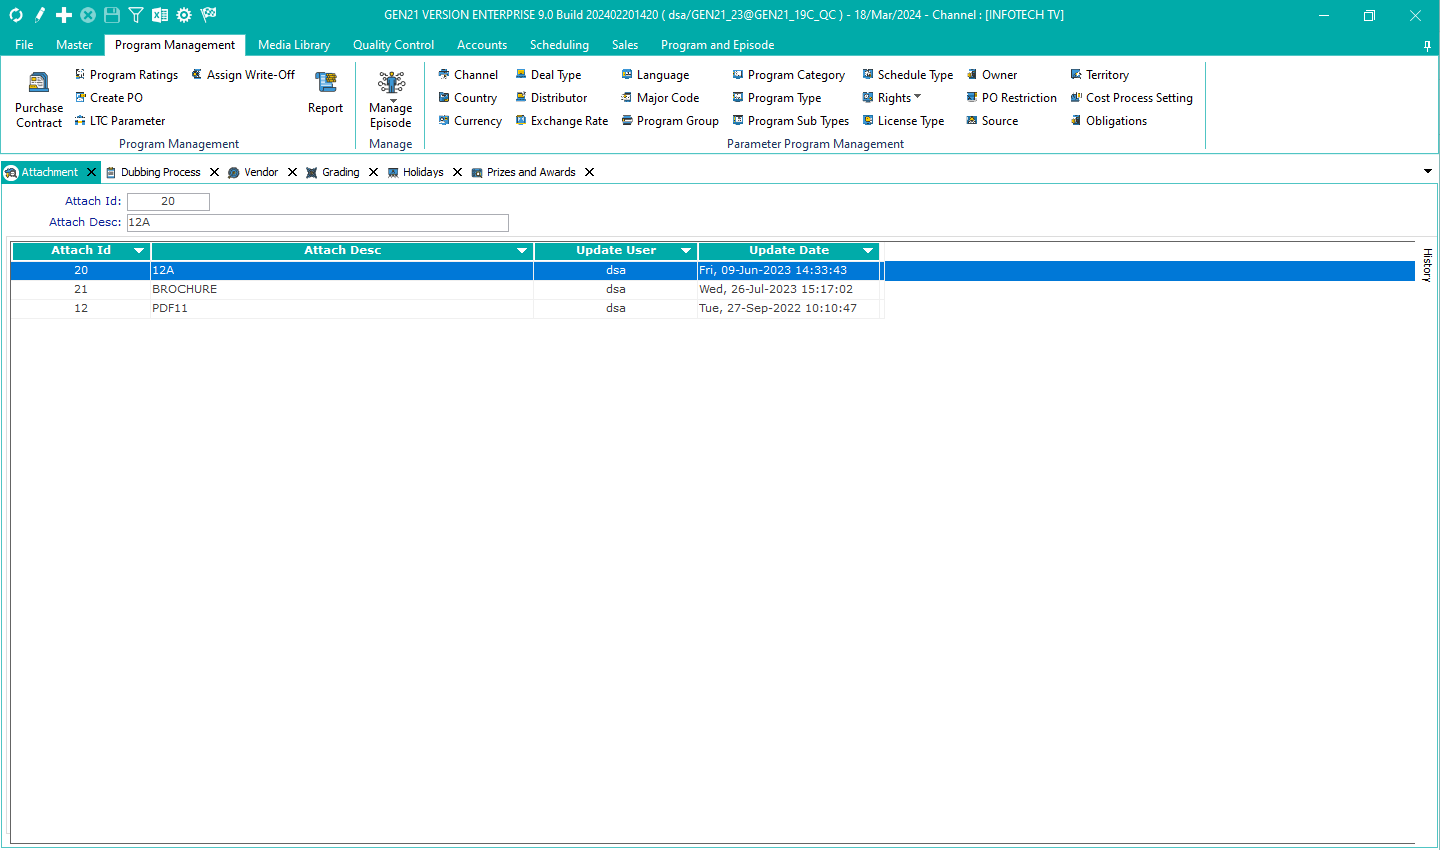 GEN21 VERSION ENTERPRISE 9.0 Build 202402201420 ( dsa/GEN21_23@GEN21_19C_QC ) - 18/Mar/2024 - Channel : [INFOTECH TV]
File Master Program Management Media Library Quality Control Accounts Scheduling Sales Program and Episode
Purchase Contract
Program Ratings
Create PO
LTC Parameter
Assign Write-Off
Report
Program Management
Manage Episode
Manage
Channel
Country
Currency
Deal Type
Distributor
Exchange Rate
Language
Major Code
Program Group
Program Category
Program Type
Program Sub Types
Schedule Type
Rights
License Type
Owner
PO Restriction
Source
Territory
Cost Process Setting
Obligations
Parameter Program Management
Attachment Dubbing Process Vendor Grading Holidays Prizes and Awards
Attach Id: 20
Attach Desc: 12A
Attach Id Attach Desc Update User Update Date
20 12A dsa Fri, 09-Jun-2023 14:33:43
21 BROCHURE dsa Wed, 26-Jul-2023 15:17:02
12 PDF11 dsa Tue, 27-Sep-2022 10:10:47
History